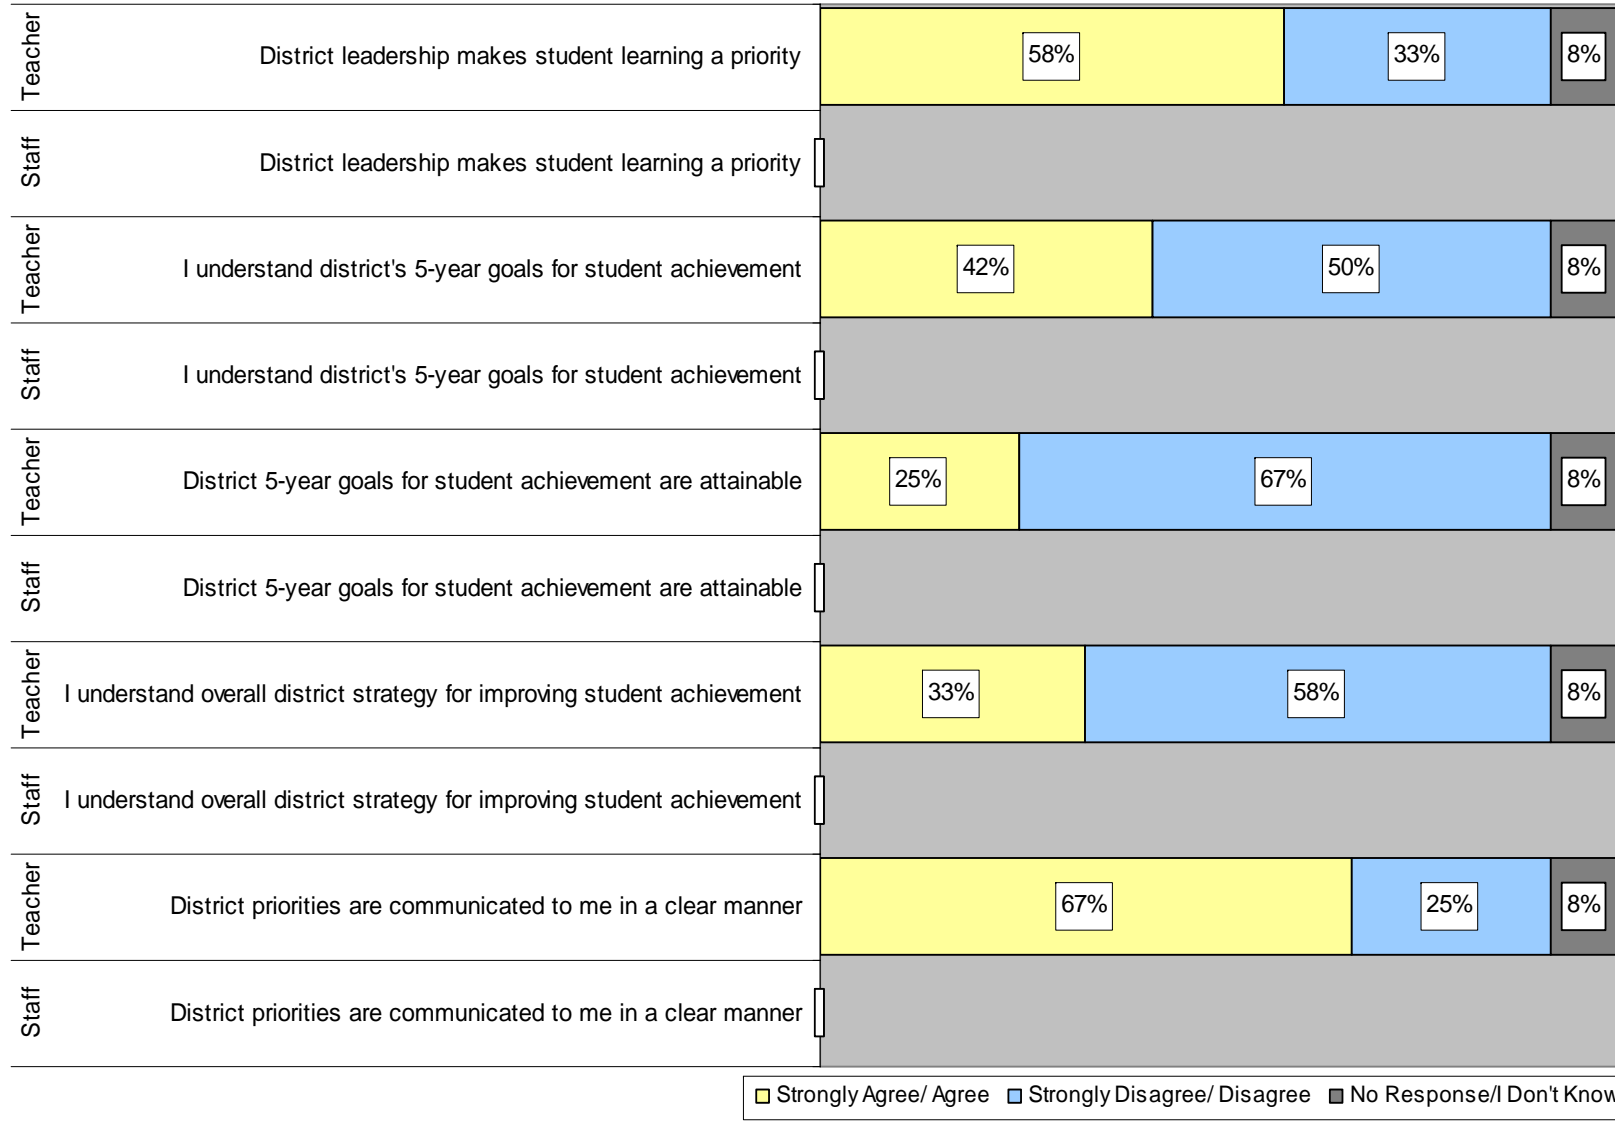 Teacher
District leadership makes student learning a priority
58%
33%
8%
Staff
District leadership makes student learning a priority
Teacher
I understand district's 5-year goals for student achievement
42%
50%
8%
Staff
I understand district's 5-year goals for student achievement
Teacher
District 5-year goals for student achievement are attainable
25%
67%
8%
Staff
District 5-year goals for student achievement are attainable
Teacher
I understand overall district strategy for improving student achievement
33%
58%
8%
Staff
I understand overall district strategy for improving student achievement
Teacher
District priorities are communicated to me in a clear manner
67%
25%
8%
Staff
District priorities are communicated to me in a clear manner
Strongly Agree/ Agree
Strongly Disagree/ Disagree
No Response/I Don't Know